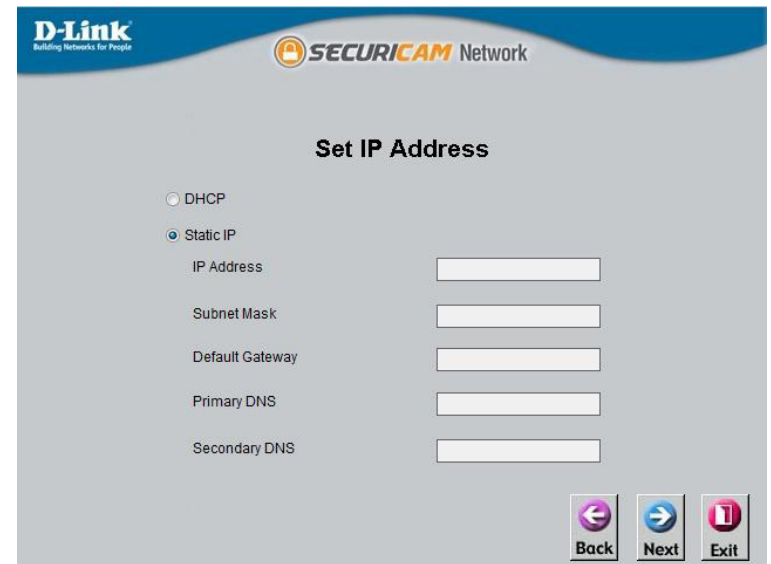 D-Link
Building Networks for People
SECURICAM Network
Set IP Address
DHCP
Static IP
IP Address
Subnet Mask
Default Gateway
Primary DNS
Secondary DNS
Back Next Exit